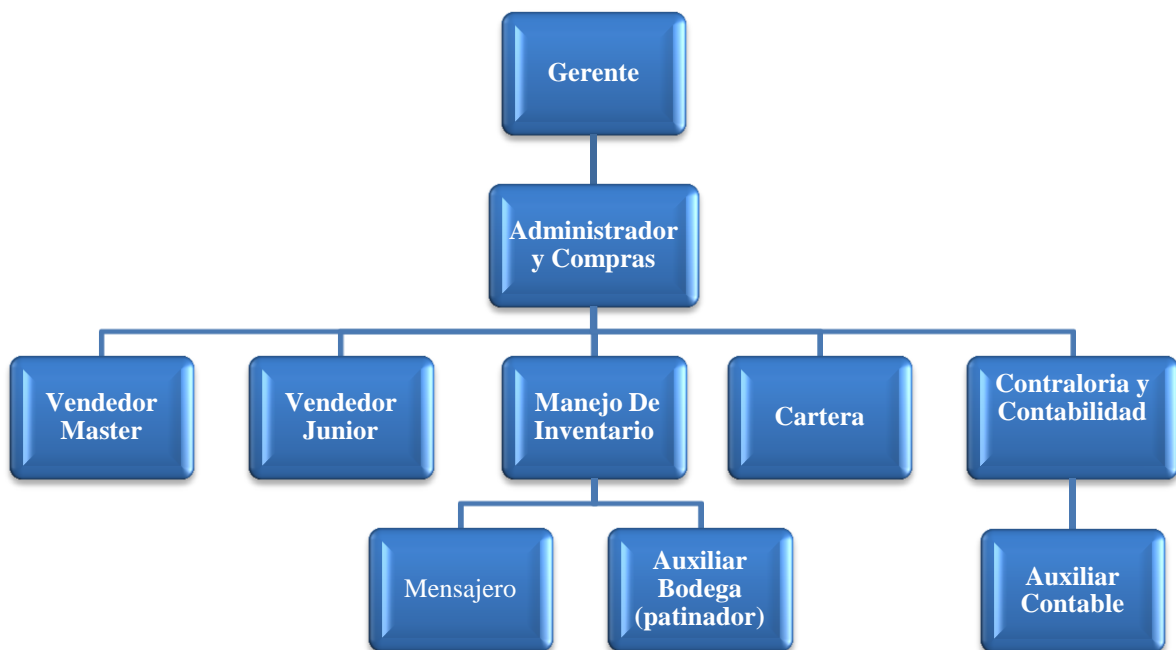 Gerente
Administrador
y Compras
Vendedor
Master
Vendedor
Junior
Manejo De
Inventario
Cartera
Contraloria y
Contabilidad
Mensajero
Auxiliar
Bodega
(patinador)
Auxiliar
Contable